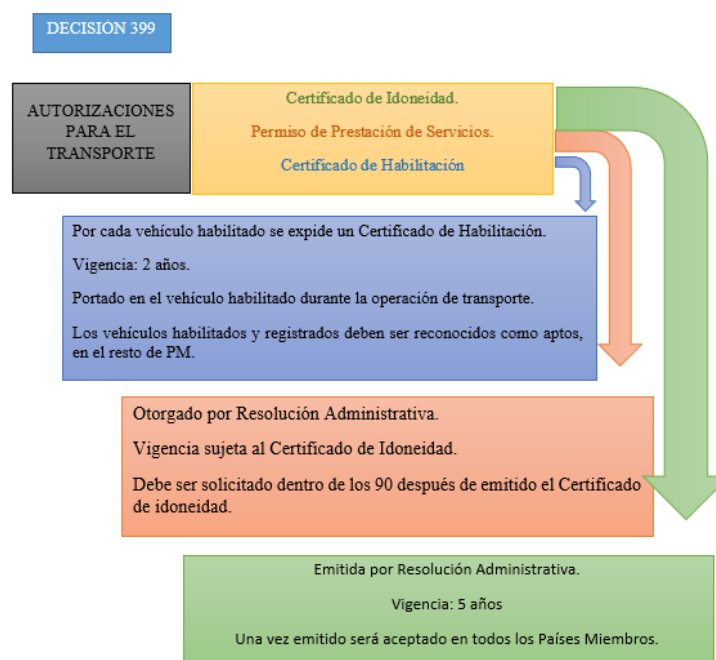 DECISIÓN 399
AUTORIZACIONES
PARA EL
TRANSPORTE
Certificado de Idoneidad.
Permiso de Prestación de Servicios.
Certificado de Habilitación
Por cada vehículo habilitado se expide un Certificado de Habilitación.
Vigencia: 2 años.
Portado en el vehículo habilitado durante la operación de transporte.
Los vehículos habilitados y registrados deben ser reconocidos como aptos,
en el resto de PM.
Otorgado por Resolución Administrativa.
Vigencia sujeta al Certificado de Idoneidad.
Debe ser solicitado dentro de los 90 después de emitido el Certificado
de idoneidad.
Emitida por Resolución Administrativa.
Vigencia: 5 años
Una vez emitido será aceptado en todos los Países Miembros.